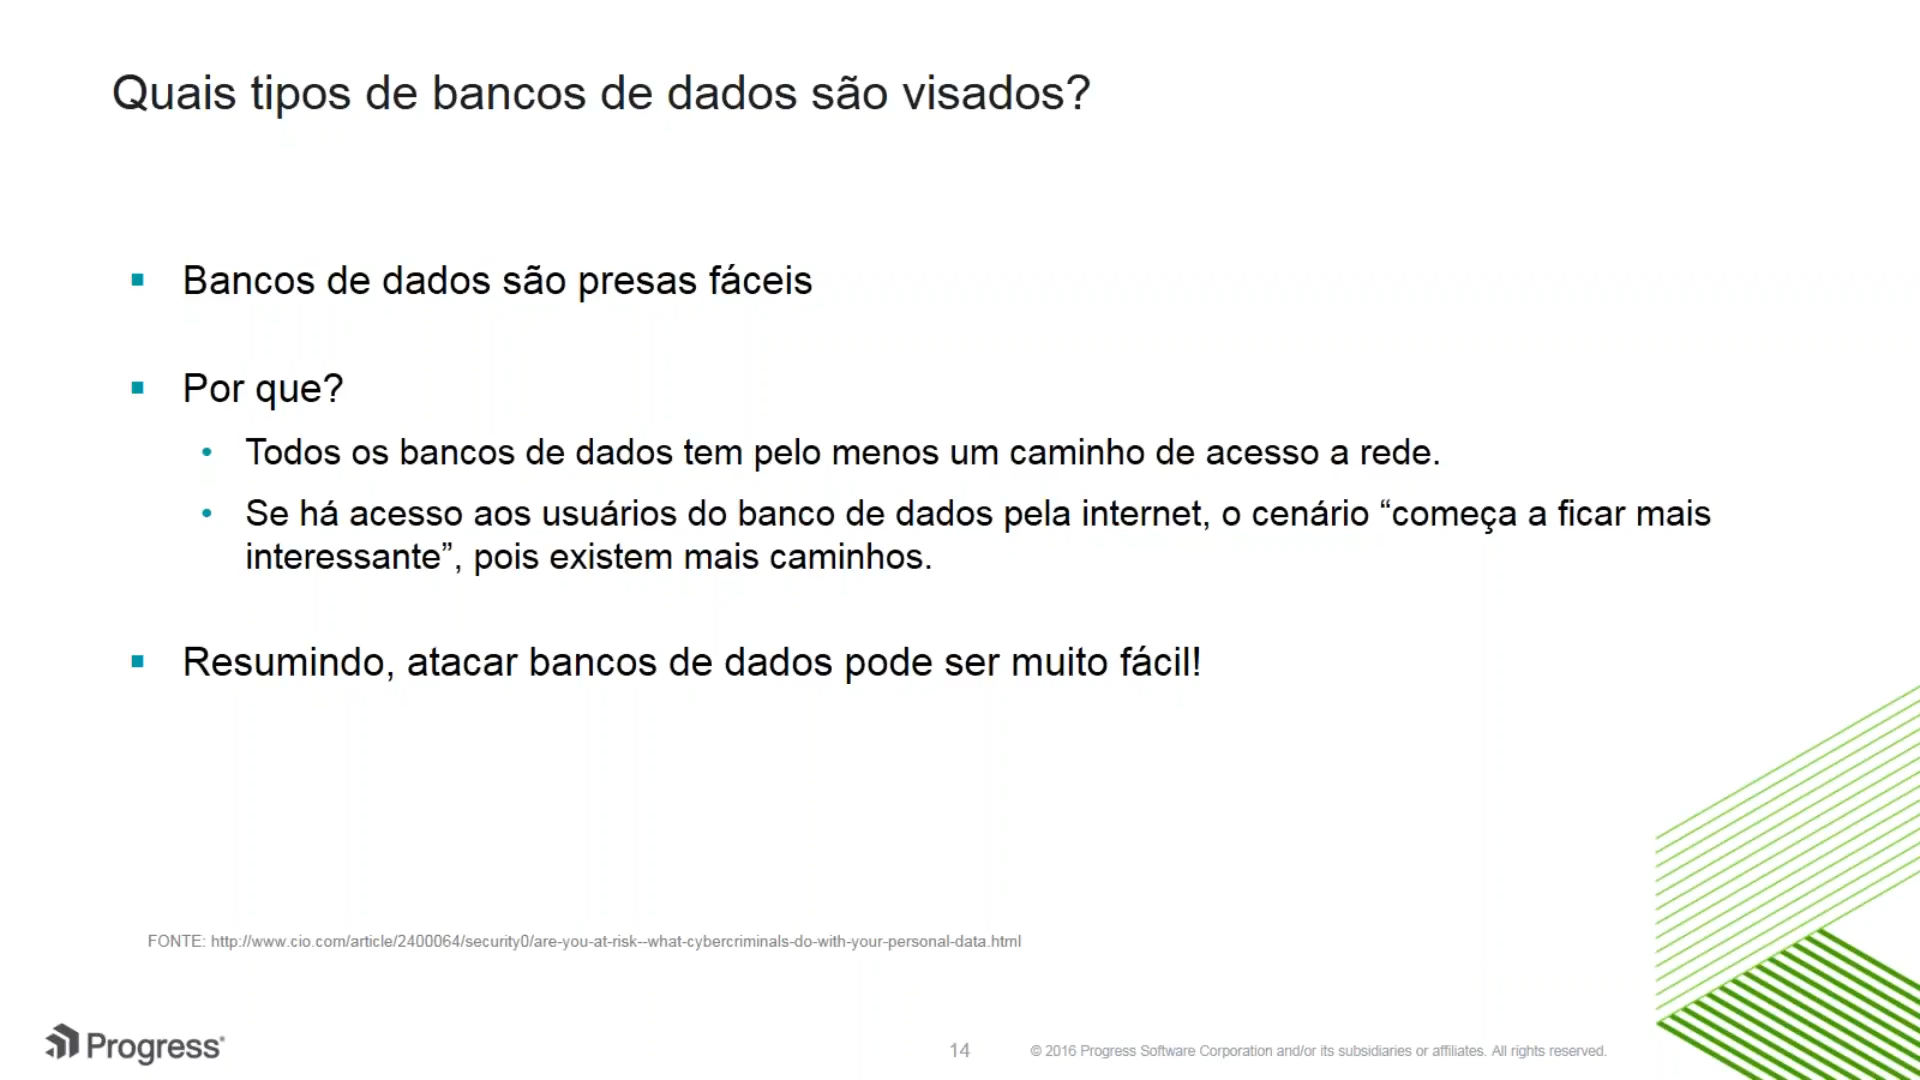 Quais tipos de bancos de dados são visados?
Bancos de dados são presas fáceis
Por que?
Todos os bancos de dados tem pelo menos um caminho de acesso a rede.
Se há acesso aos usuários do banco de dados pela internet, o cenário “começa a ficar mais
interessante”, pois existem mais caminhos.
Resumindo, atacar bancos de dados pode ser muito fácil!
FONTE: http://www.cio.com/article/2400064/security0/are-you-at-risk--what-cybercriminals-do-with-your-personal-data.html
Progress®
14
© 2016 Progress Software Corporation and/or its subsidiaries or affiliates. All rights reserved.